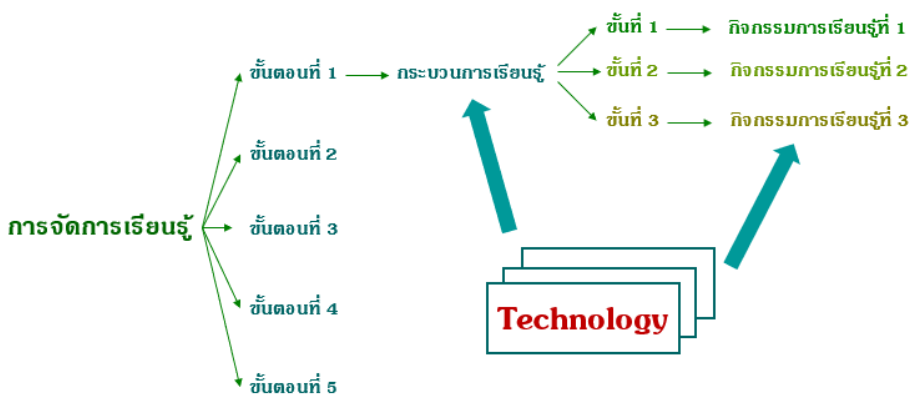 ขั้นที่ 1
กิจกรรมการเรียนรู้ที่ 1
ขั้นตอนที่ 1
กระบวนการเรียนรู้
ขั้นที่ 2
กิจกรรมการเรียนรู้ที่ 2
ขั้นที่ 3
กิจกรรมการเรียนรู้ที่ 3
ขั้นตอนที่ 2
การจัดการเรียนรู้
ขั้นตอนที่ 3
ขั้นตอนที่ 4
Technology
ขั้นตอนที่ 5